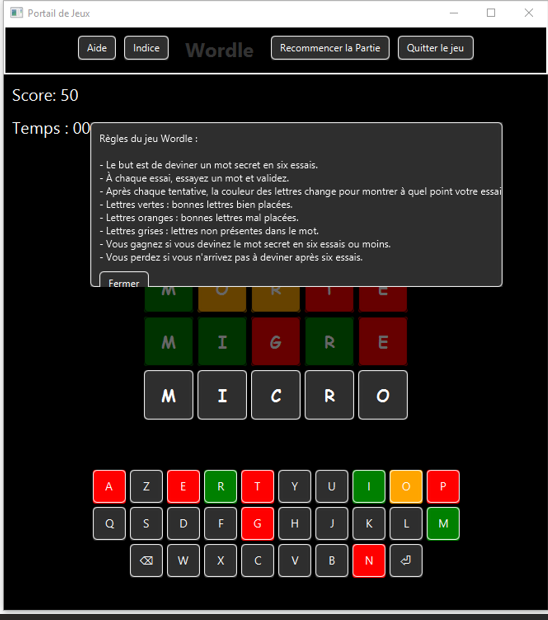 Portail de Jeux
Aide Indice Wordle Recommencer la Partie Quitter le jeu
Score: 50
Temps : 00
Règles du jeu Wordle :
- Le but est de deviner un mot secret en six essais.
- À chaque essai, essayez un mot et validez.
- Après chaque tentative, la couleur des lettres change pour montrer à quel point votre essai
- Lettres vertes : bonnes lettres bien placées.
- Lettres oranges : bonnes lettres mal placées.
- Lettres grises : lettres non présentes dans le mot.
- Vous gagnez si vous devinez le mot secret en six essais ou moins.
- Vous perdez si vous n'arrivez pas à deviner après six essais.
Fermer
M O R T E
M I G R E
M I C R O
A Z E R T Y U I O P
Q S D F G H J K L M
⌫ W X C V B N ⏎